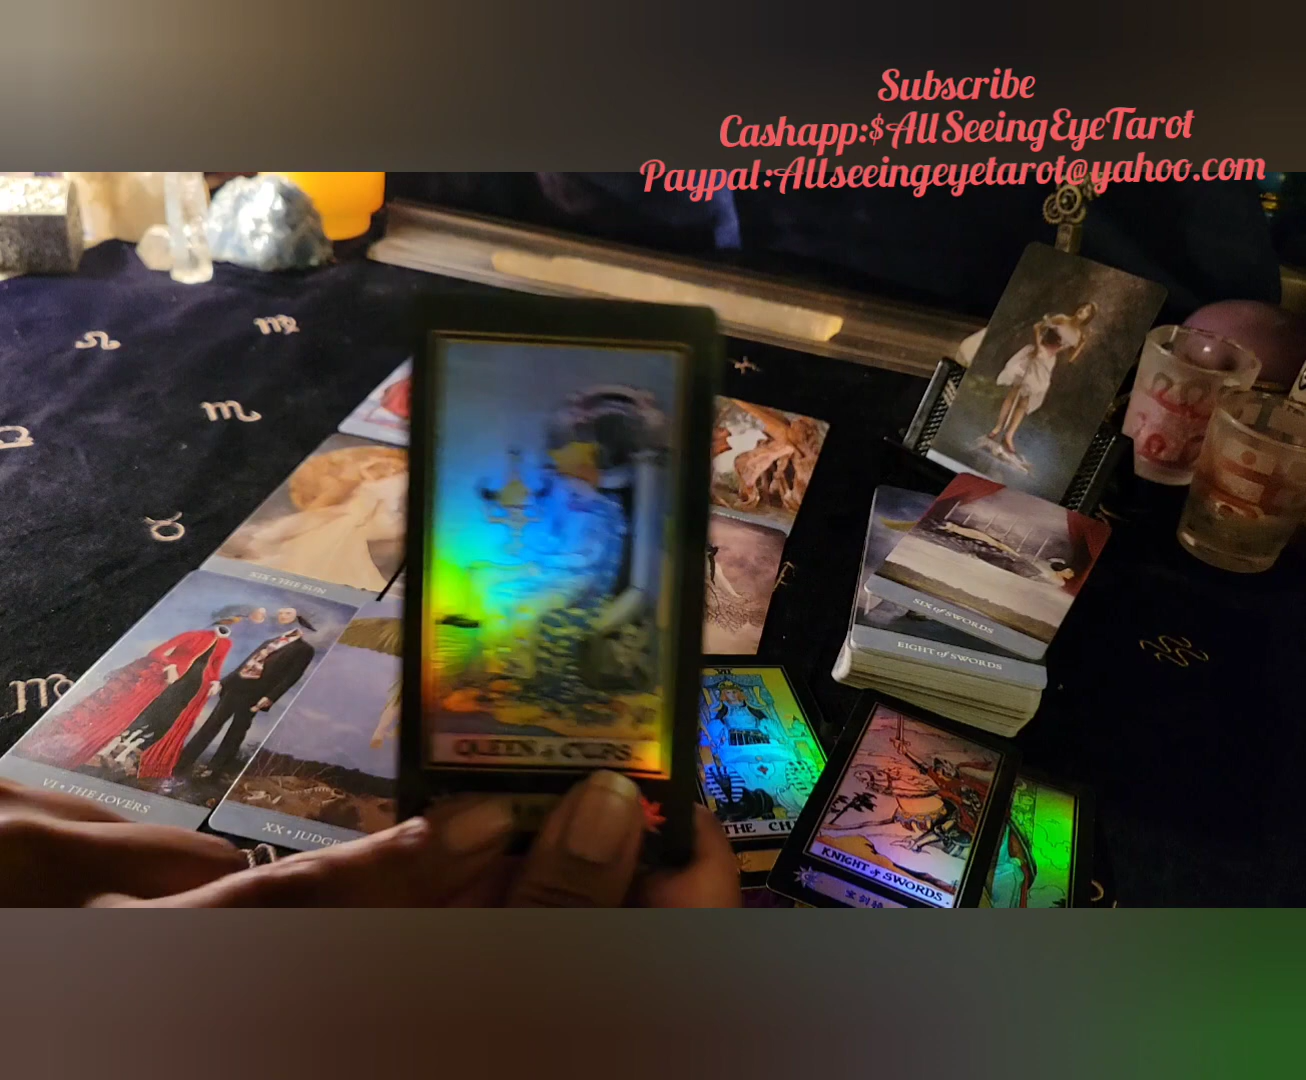 Subscribe
Cashapp:$AllSeeingEyeTarot
Paypal:Allseeingeyetarot@yahoo.com
XIX • THE SUN
VI • THE LOVERS
XX • JUDGE
QUEEN of CUPS.
SIX of SWORDS
EIGHT of SWORDS
VII
THE CH
KNIGHT of SWORDS.